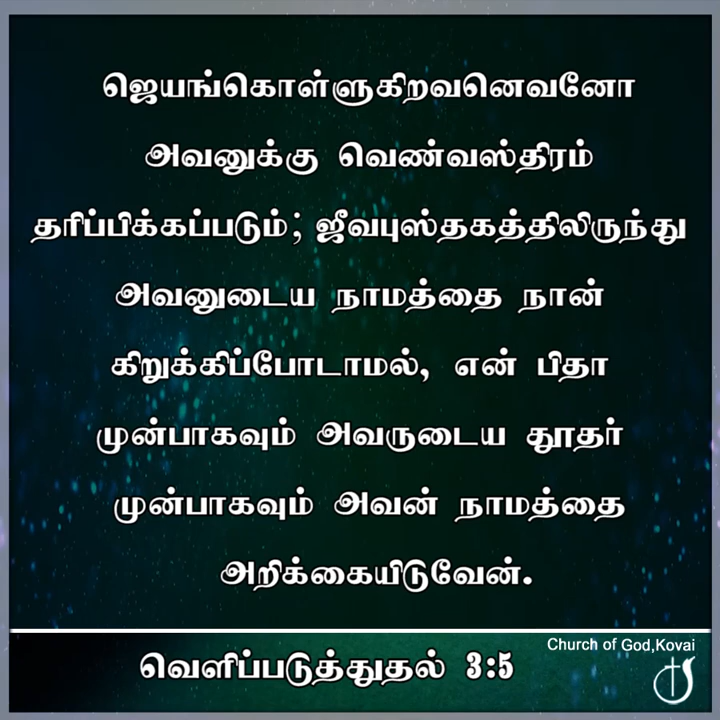 ஜெயங்கொள்ளுகிறவனெவனோ
அவனுக்கு வெண்வஸ்திரம்
தரிப்பிக்கப்படும்; ஜீவபுஸ்தகத்திலிருந்து
அவனுடைய நாமத்தை நான்
கிறுக்கிப்போடாமல், என் பிதா
முன்பாகவும் அவருடைய தூதர்
முன்பாகவும் அவன் நாமத்தை
அறிக்கையிடுவேன்.
வெளிப்படுத்துதல் 3:5
Church of God,Kovai